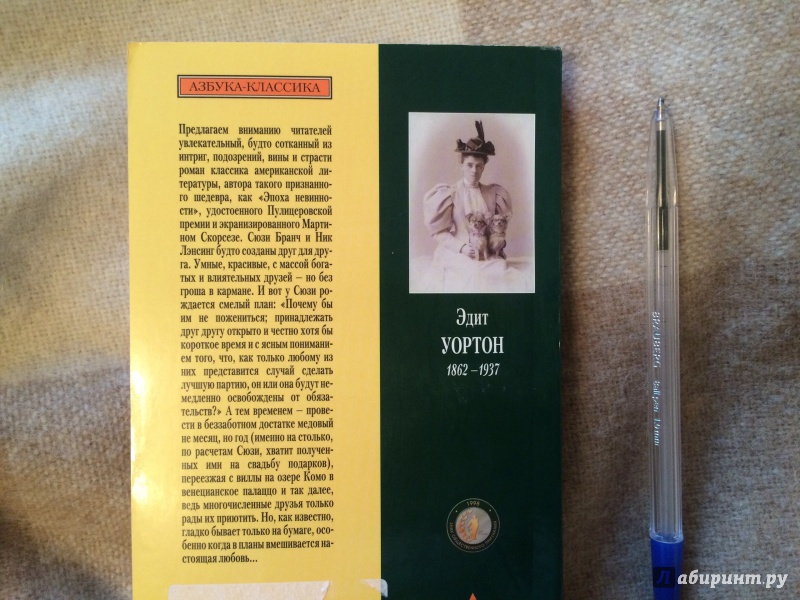 АЗБУКА-КЛАССИКА
Предлагаем вниманию читателей
увлекательный, будто сотканный из
интриг, подозрений, вины и страсти
роман классика американской ли-
тературы, автора такого признанно-
го шедевра, как «Эпоха невинно-
сти», удостоенного Пулицеровской
премии и экранизированного Марти-
ном Скорсезе. Сюзи Бранч и Ник
Лэнсинг будто созданы друг для дру-
га. Умные, красивые, с массой бога-
тых и влиятельных друзей – но без
гроша в кармане. И вот у Сюзи ро-
ждается смелый план: «Почему бы
им не пожениться; принадлежать
друг другу открыто и честно хотя бы
короткое время и с ясным понимани-
ем того, что, как только любому из
них представится случай сделать
лучшую партию, он или она будут не-
медленно освобождены от обяза-
тельств?» А тем временем – прове-
сти в беззаботном достатке медовый
не месяц, но год (именно на столько,
по расчетам Сюзи, хватит получен-
ных ими на свадьбу подарков),
переезжая с виллы на озере Комо в
венецианское палаццо и так далее,
ведь многочисленные друзья только
рады их приютить. Но, как известно,
гладко бывает только на бумаге, осо-
бенно когда в планы вмешивается на-
стоящая любовь...
Эдит
УОРТОН
1862 – 1937
Лабиринт.ру